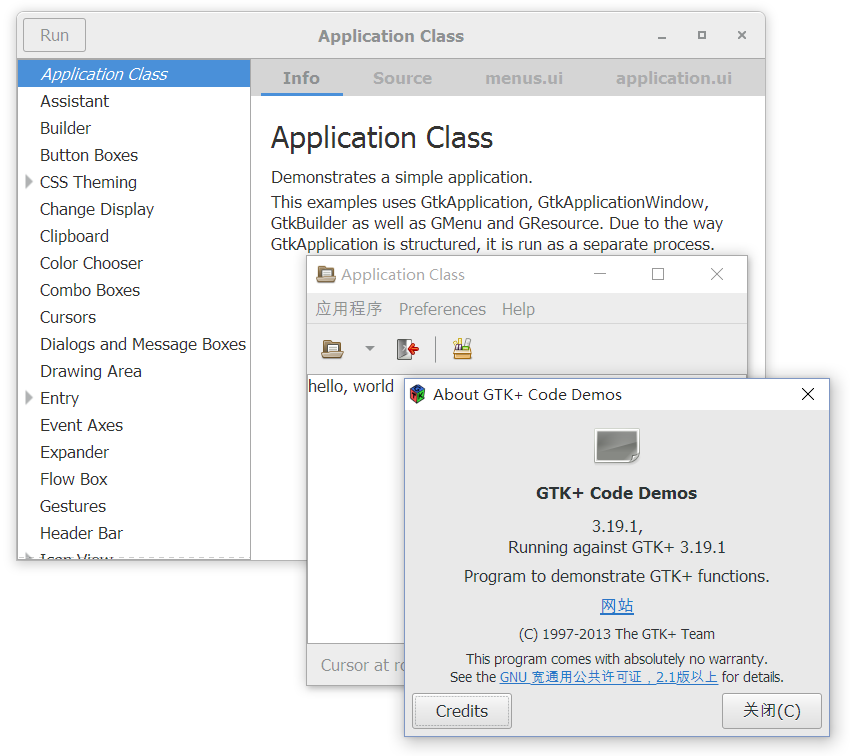 Run
Application Class
Application Class
Assistant
Builder
Button Boxes
CSS Theming
Change Display
Clipboard
Color Chooser
Combo Boxes
Cursors
Dialogs and Message Boxes
Drawing Area
Entry
Event Axes
Expander
Flow Box
Gestures
Header Bar
Icon View
Info Source menus.ui application.ui
Application Class
Demonstrates a simple application.
This examples uses GtkApplication, GtkApplicationWindow,
GtkBuilder as well as GMenu and GResource. Due to the way
GtkApplication is structured, it is run as a separate process.
Application Class
应用程序 Preferences Help
hello, world
Cursor at
About GTK+ Code Demos
GTK+ Code Demos
3.19.1,
Running against GTK+ 3.19.1
Program to demonstrate GTK+ functions.
网站
(C) 1997-2013 The GTK+ Team
This program comes with absolutely no warranty.
See the GNU 宽通用公共许可证，2.1版以上 for details.
Credits 关闭(C)